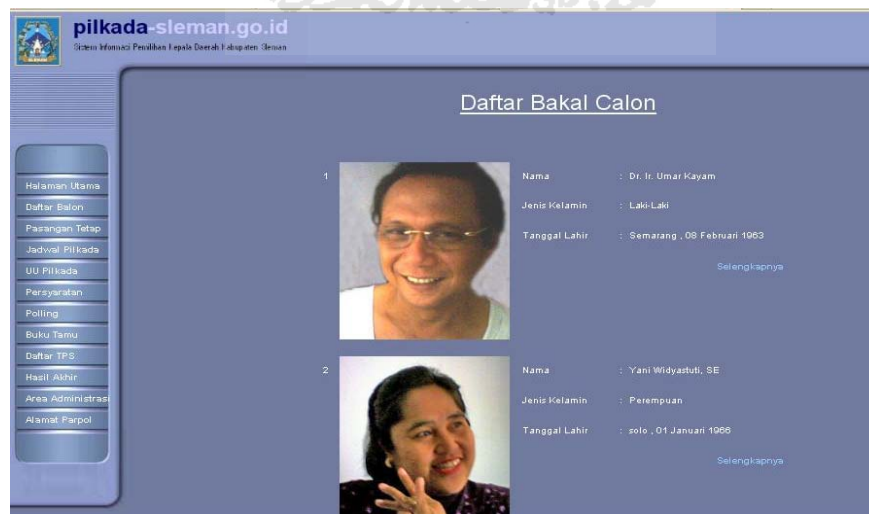 pilkada-sleman.go.id
Sistem Informasi Pemilihan Kepala Daerah Kabupaten Sleman
Daftar Bakal Calon
Halaman Utama
Daftar Balon
Pasangan Tetap
Jadwal Pilkada
UU Pilkada
Persyaratan
Polling
Buku Tamu
Daftar TPS
Hasil Akhir
Area Administrasi
Alamat Parpol
1
Nama : Dr. Ir. Umar Kayam
Jenis Kelamin : Laki-Laki
Tanggal Lahir : Semarang , 08 Februari 1963
Selengkapnya
2
Nama : Yani Widyastuti, SE
Jenis Kelamin : Perempuan
Tanggal Lahir : solo , 01 Januari 1966
Selengkapnya